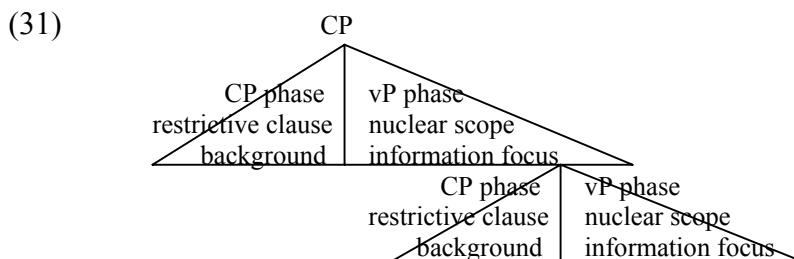 (31)
CP
CP phase vP phase
restrictive clause nuclear scope
background information focus
CP phase vP phase
restrictive clause nuclear scope
background information focus